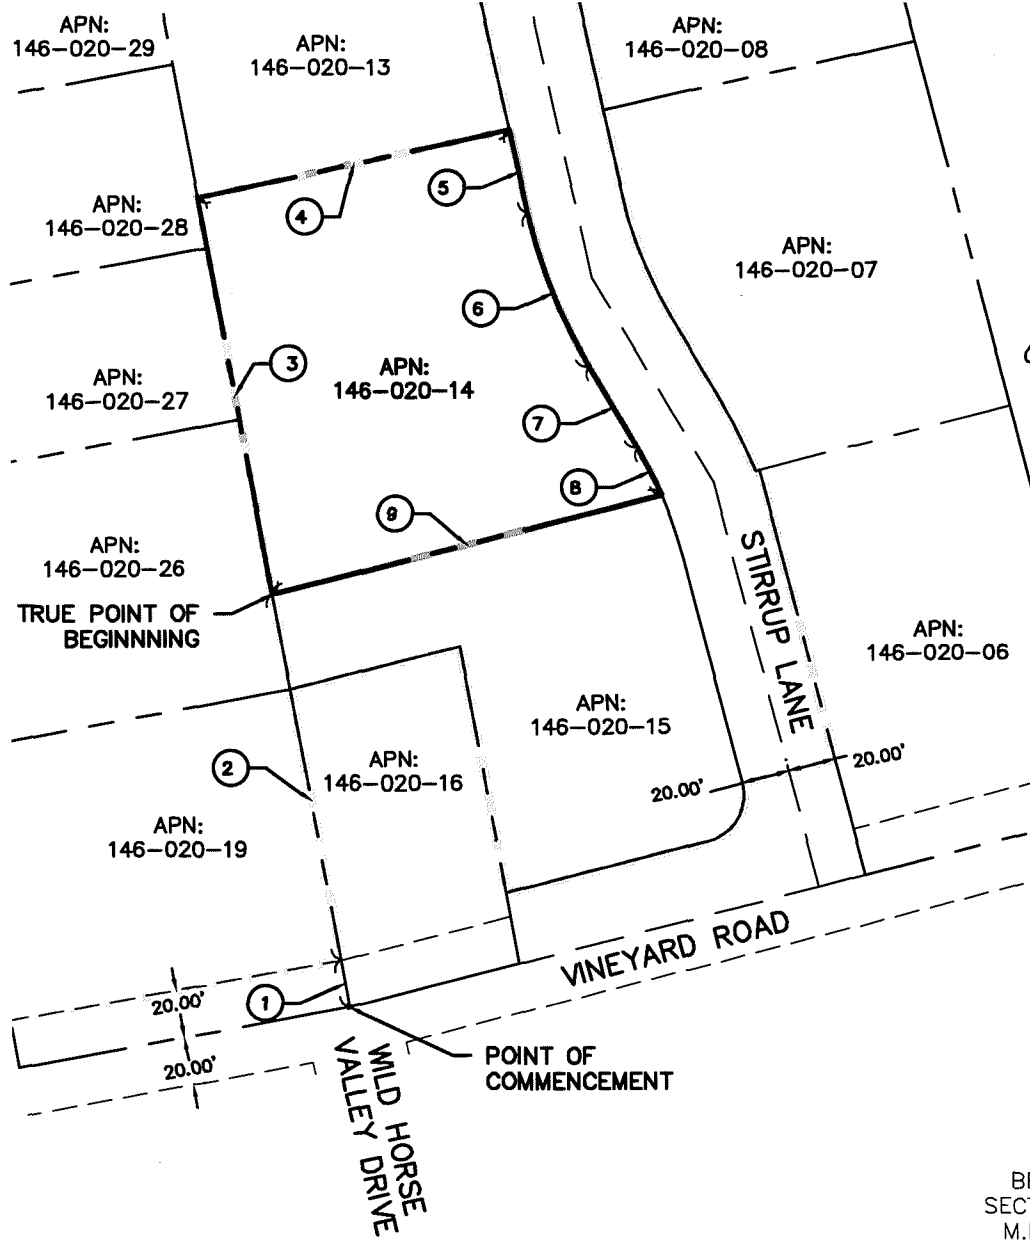 APN:
146-020-29
APN:
146-020-13
APN:
146-020-08
5
4
APN:
146-020-28
APN:
146-020-07
6
3
APN:
146-020-14
APN:
146-020-27
7
8
9
APN:
146-020-26
TRUE POINT OF
BEGINNNING
STIRRUP LANE
APN:
146-020-06
APN:
146-020-15
2
APN:
146-020-16
20.00'
20.00'
APN:
146-020-19
VINEYARD ROAD
1
20.00'
20.00'
POINT OF
COMMENCEMENT
WILD HORSE
VALLEY DRIVE
SECT
M.